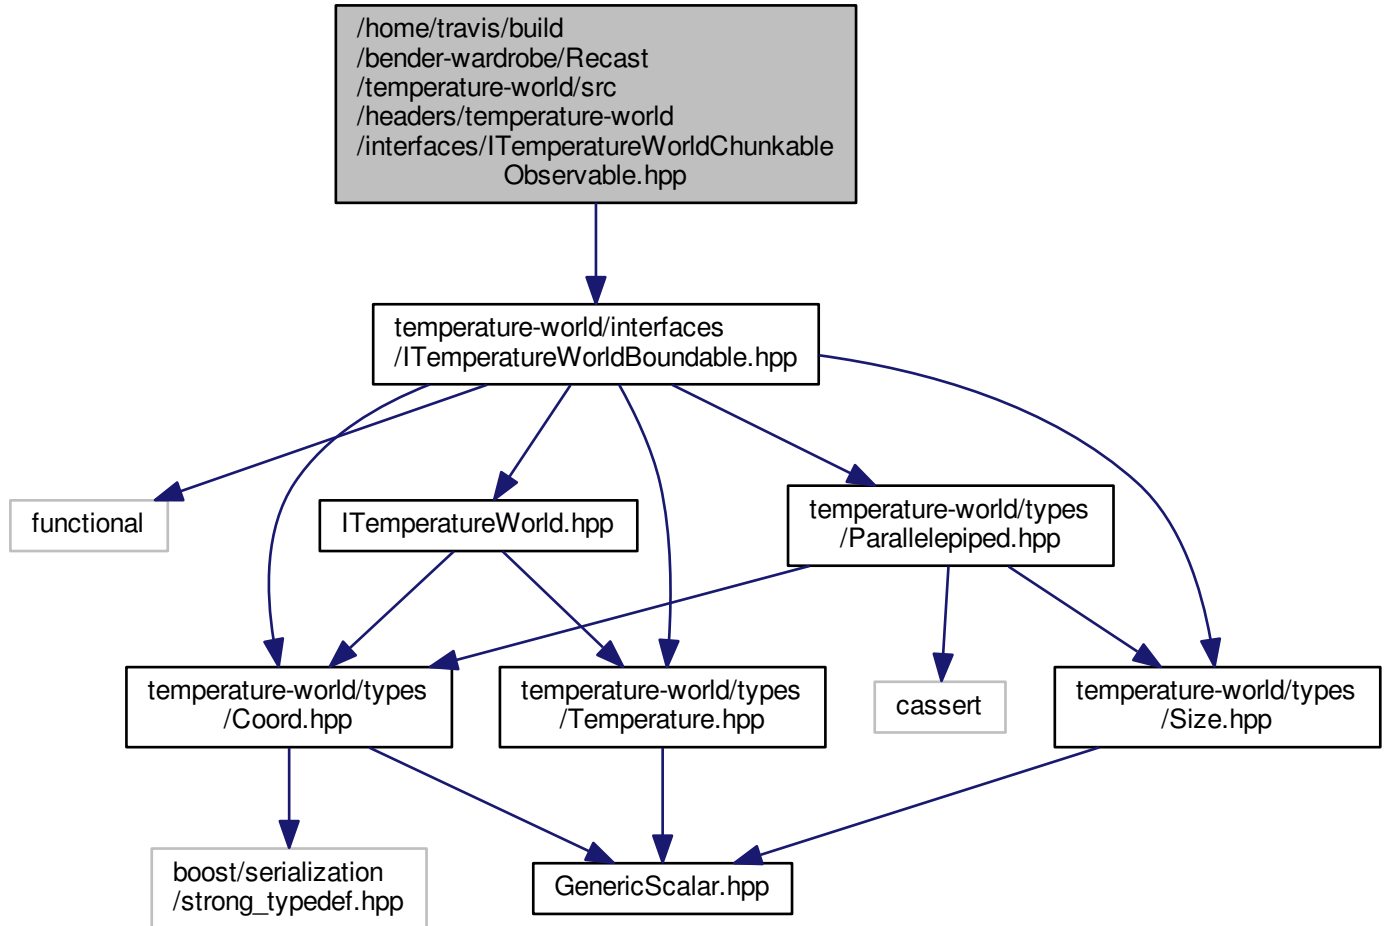 /home/travis/build
/bender-wardrobe/Recast
/temperature-world/src
/headers/temperature-world
/interfaces/ITemperatureWorldChunkable
Observable.hpp
temperature-world/interfaces
/ITemperatureWorldBoundable.hpp
functional
ITemperatureWorld.hpp
temperature-world/types
/Parallelepiped.hpp
temperature-world/types
/Coord.hpp
temperature-world/types
/Temperature.hpp
cassert
temperature-world/types
/Size.hpp
boost/serialization
/strong_typedef.hpp
GenericScalar.hpp